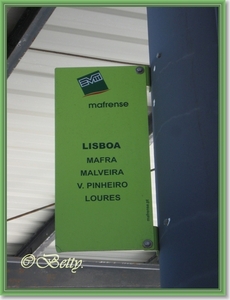 mafrense
LISBOA
MAFRA
MALVEIRA
V. PINHEIRO
LOURES
©Betty.